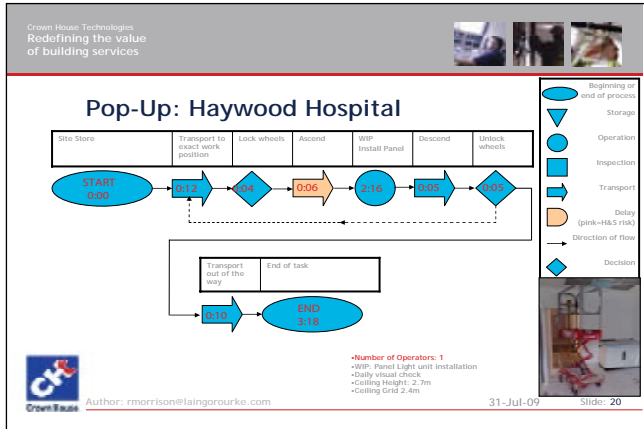 Crown House Technologies
Redefining the value
of building services
Pop-Up: Haywood Hospital
Site Store
Transport to
exact work
position
Lock wheels
Ascend
WIP
Install Panel
Descend
Unlock
wheels
START
0:00
0:12
0:04
0:06
2:16
0:05
0:05
Transport
out of the
way
End of task
0:10
END
3:18
Beginning or
end of process
Storage
Operation
Inspection
Transport
Delay
(pink=H&S risk)
Direction of flow
Decision
•Number of Operators: 1
•WIP: Panel Light unit installation
•Daily visual check
•Ceiling Height: 2.7m
•Ceiling Grid 2.4m
CH
Crown House
Author: rmorrison@laingorourke.com
31-Jul-09
Slide: 20